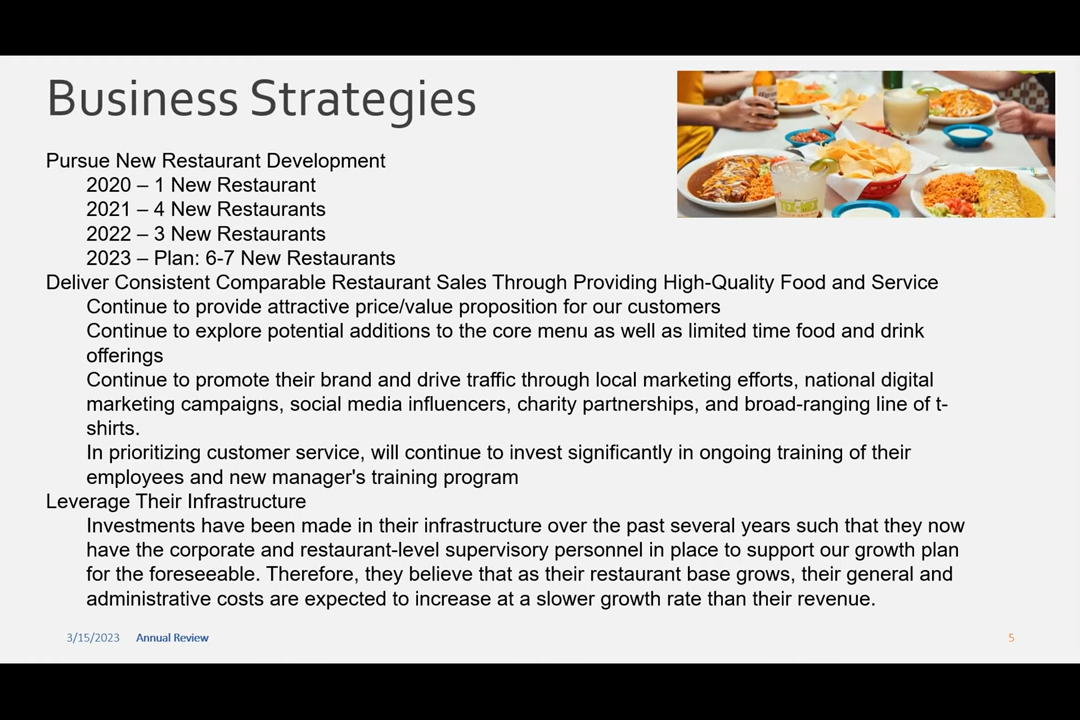 Business Strategies
Pursue New Restaurant Development
2020 – 1 New Restaurant
2021 – 4 New Restaurants
2022 – 3 New Restaurants
2023 – Plan: 6-7 New Restaurants
Deliver Consistent Comparable Restaurant Sales Through Providing High-Quality Food and Service
Continue to provide attractive price/value proposition for our customers
Continue to explore potential additions to the core menu as well as limited time food and drink
offerings
Continue to promote their brand and drive traffic through local marketing efforts, national digital
marketing campaigns, social media influencers, charity partnerships, and broad-ranging line of t-
shirts.
In prioritizing customer service, will continue to invest significantly in ongoing training of their
employees and new manager's training program
Leverage Their Infrastructure
Investments have been made in their infrastructure over the past several years such that they now
have the corporate and restaurant-level supervisory personnel in place to support our growth plan
for the foreseeable. Therefore, they believe that as their restaurant base grows, their general and
administrative costs are expected to increase at a slower growth rate than their revenue.
3/15/2023 Annual Review 5